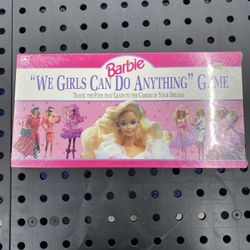 Barbie
"WE GIRLS CAN DO ANYTHING" GAME
TRAVEL THE PATH THAT LEADS TO THE CAREER OF YOUR DREAMS